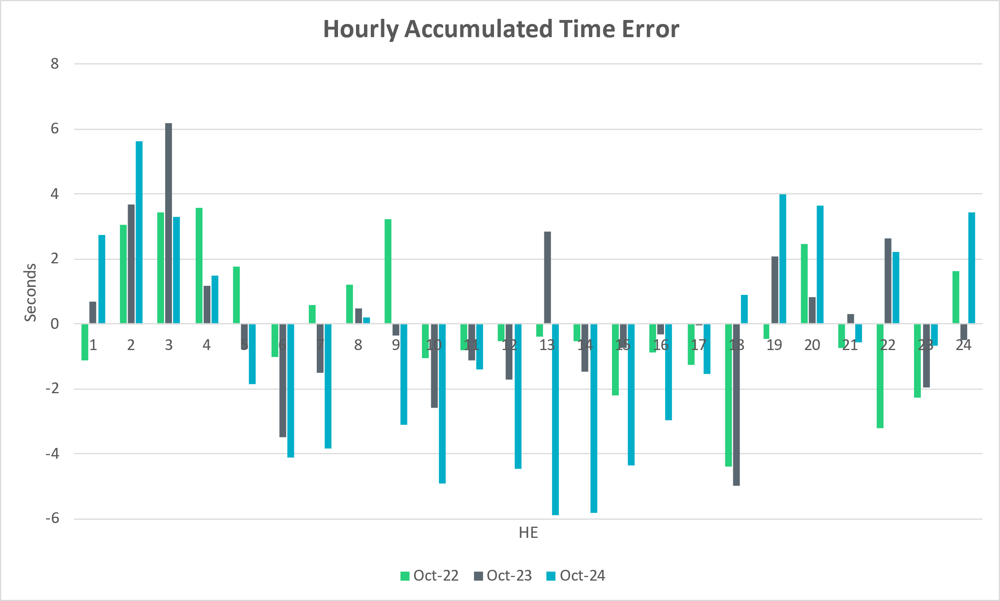 Hourly Accumulated Time Error
8
6
4
2
0
-2
-4
-6
Seconds
1 2 3 4 5 6 7 8 9 10 11 12 13 14 15 16 17 18 19 20 21 22 23 24
HE
Oct-22 Oct-23 Oct-24